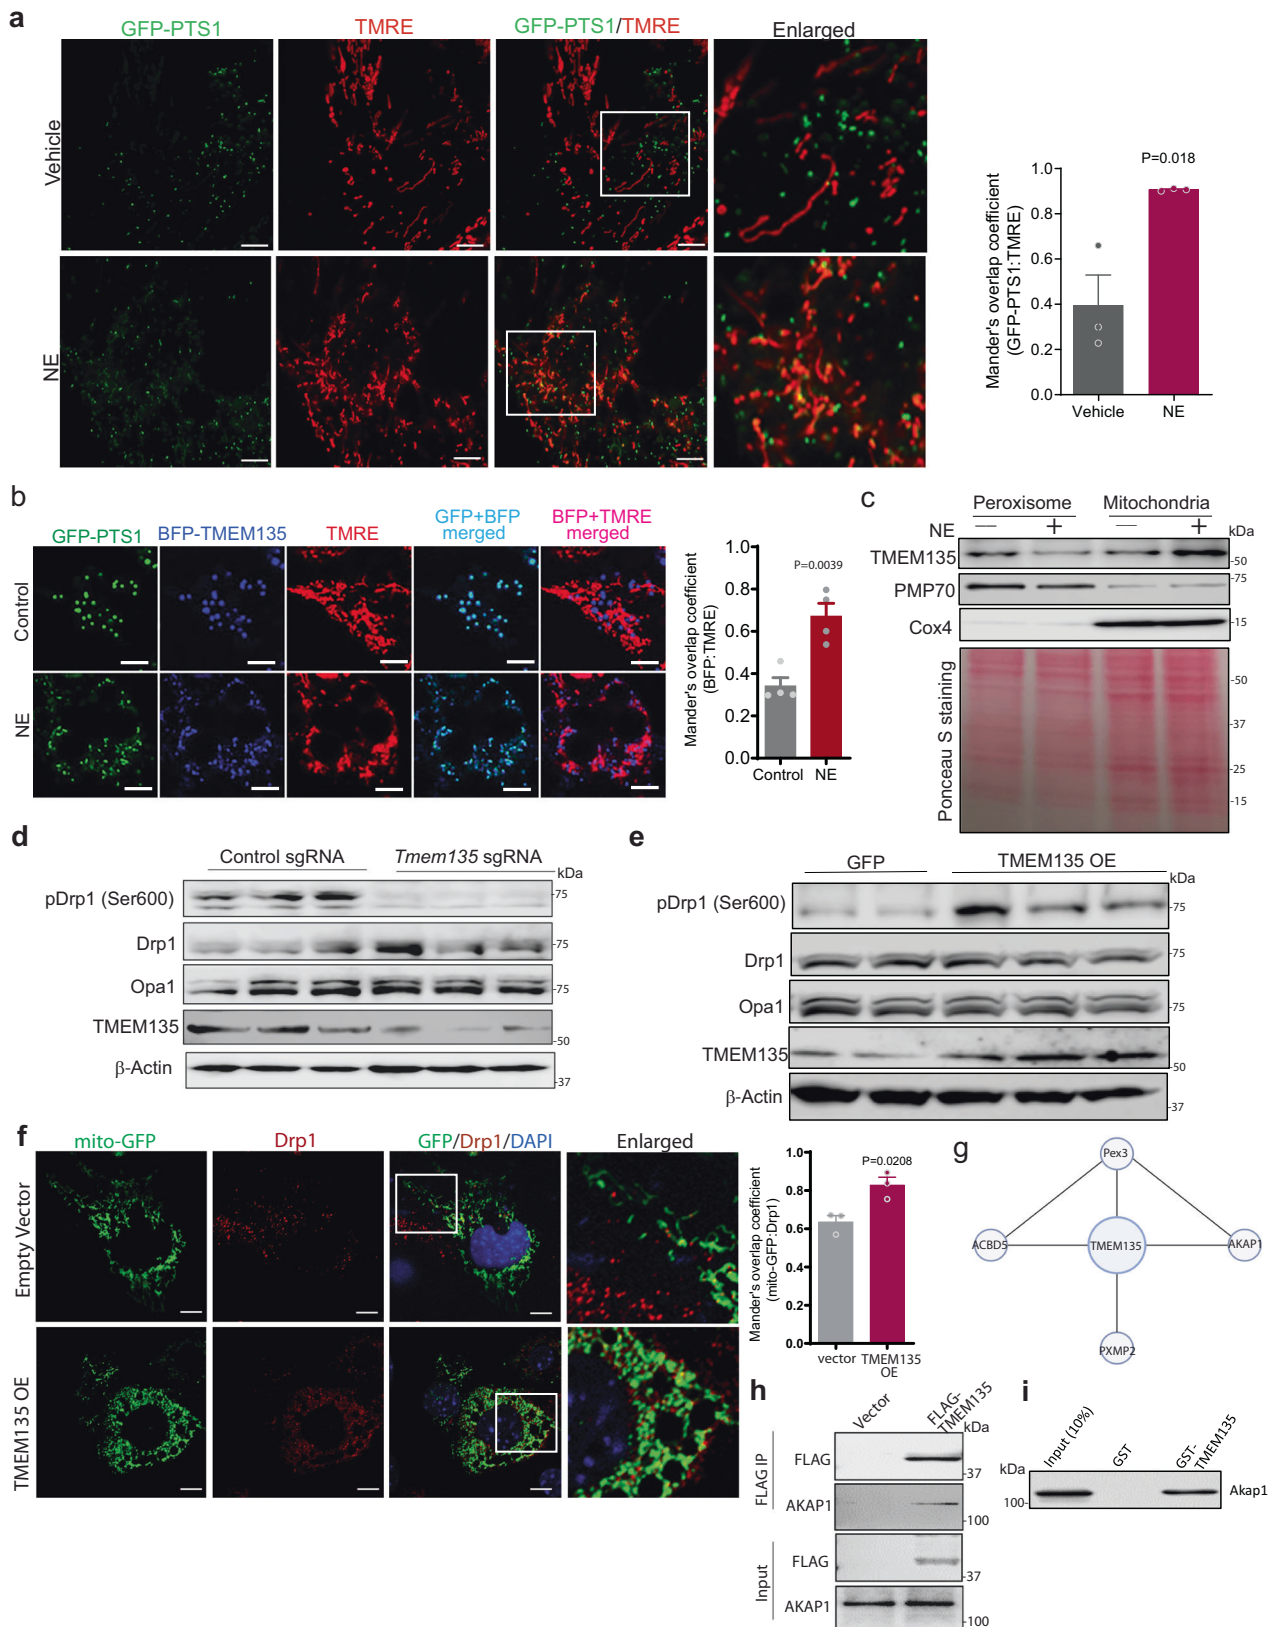 a
GFP-PTS1
TMRE
GFP-PTS1/TMRE
Enlarged
Vehicle
NE
Mander's overlap coefficient
(GFP-PTS1:TMRE)
1.0
0.8
0.6
0.4
0.2
0.0
P=0.018
Vehicle
NE
b
GFP-PTS1
BFP-TMEM135
TMRE
GFP+BFP
merged
BFP+TMRE
merged
Control
NE
Mander's overlap coefficient
(BFP:TMRE)
1.0
0.8
0.6
0.4
0.2
0.0
P=0.0039
Control
NE
c
Peroxisome
Mitochondria
NE
—
+
—
+
kDa
TMEM135
-50
-75
PMP70
Cox4
-15
Ponceau S staining
-50
-37
-25
-15
d
Control sgRNA
Tmem135 sgRNA
kDa
pDrp1 (Ser600)
-75
Drp1
-75
Opa1
-75
TMEM135
-50
β-Actin
-37
e
GFP
TMEM135 OE
kDa
pDrp1 (Ser600)
-75
Drp1
-75
Opa1
-75
TMEM135
-50
β-Actin
-37
f
mito-GFP
Drp1
GFP/Drp1/DAPI
Enlarged
Empty Vector
TMEM135 OE
Mander's overlap coefficient
(mito-GFP:Drp1)
1.0
0.8
0.6
0.4
0.2
0.0
P=0.0208
vector
TMEM135
OE
g
Pex3
ACBD5
TMEM135
AKAP1
PXMP2
h
Vector
FLAG-
TMEM135
kDa
FLAG IP
FLAG
-37
AKAP1
-100
Input
FLAG
-37
AKAP1
-100
i
Input (10%)
GST
GST-
TMEM135
kDa
100-
Akap1